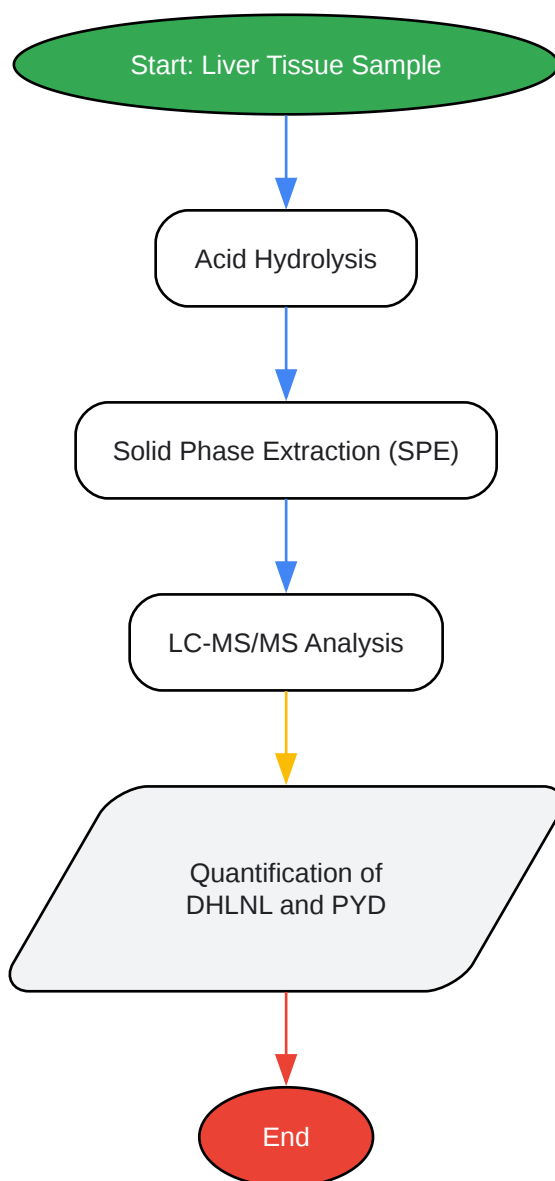 Start: Liver Tissue Sample
Acid Hydrolysis
Solid Phase Extraction (SPE)
LC-MS/MS Analysis
Quantification of
DHLNL and PYD
End